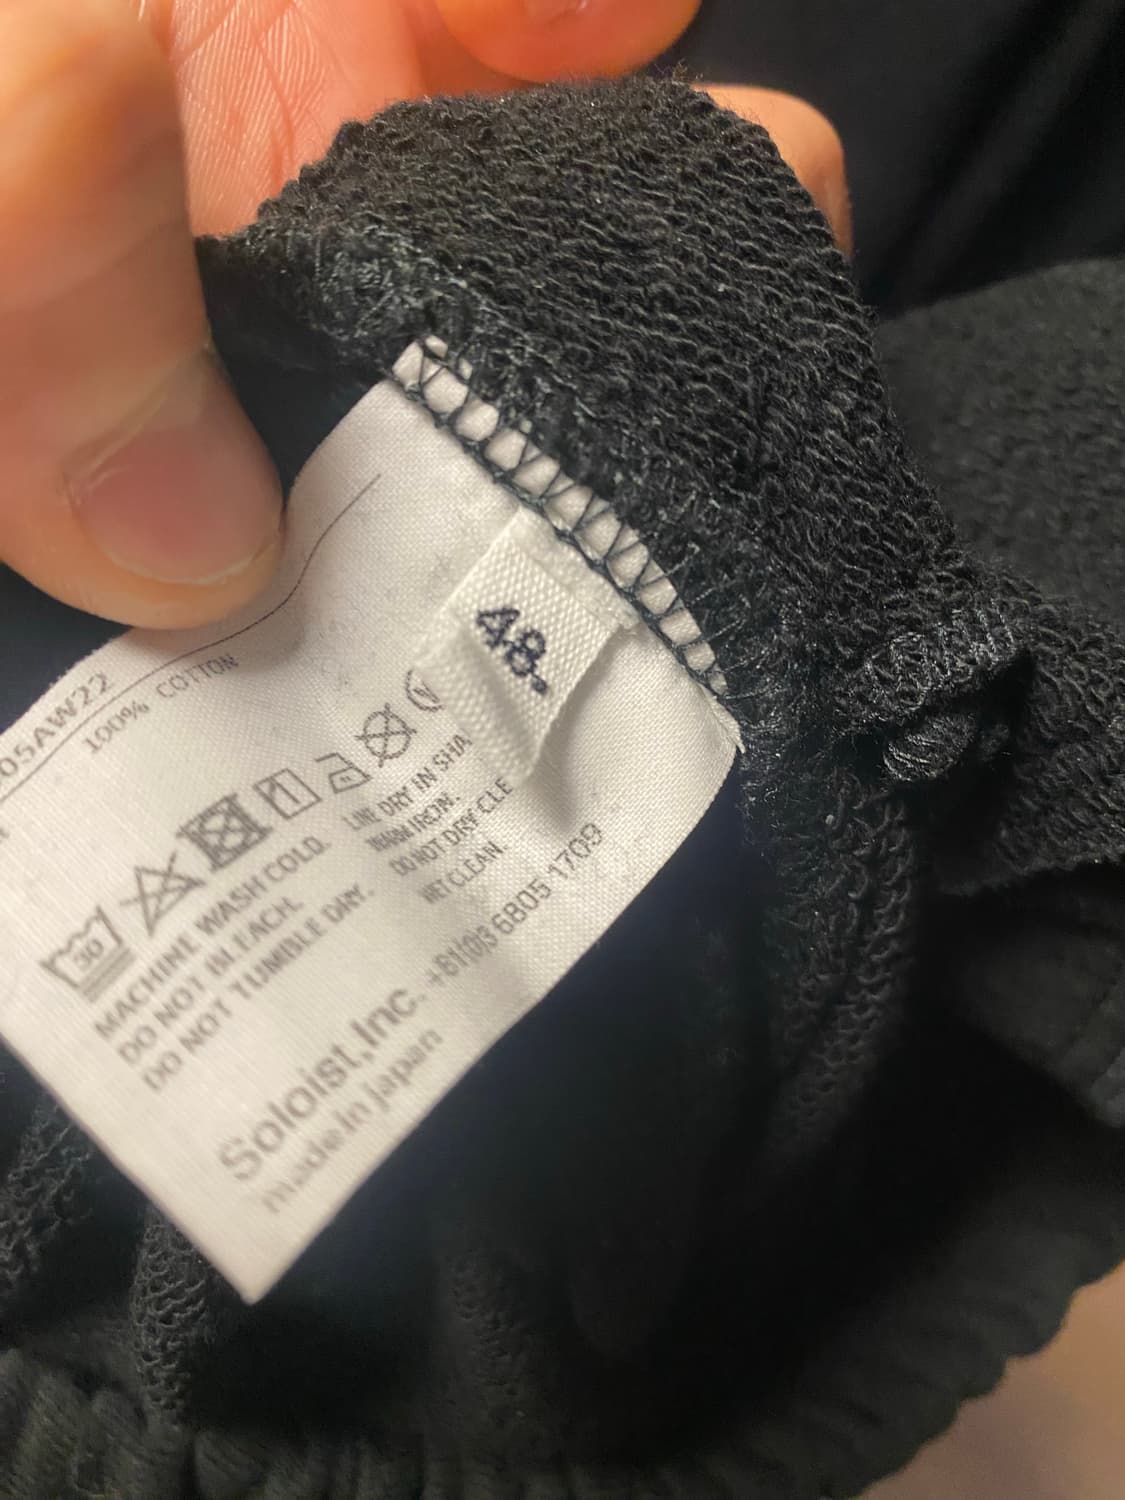 48.
05AW22
100% COTTON
30
MACHINE WASH COLD.
DO NOT BLEACH.
DO NOT TUMBLE DRY.
LINE DRY IN SHA
WARM IRON.
DO NOT DRY CLE
WET CLEAN.
Soloist,Inc. +81(0)3 6805 1709
made in japan